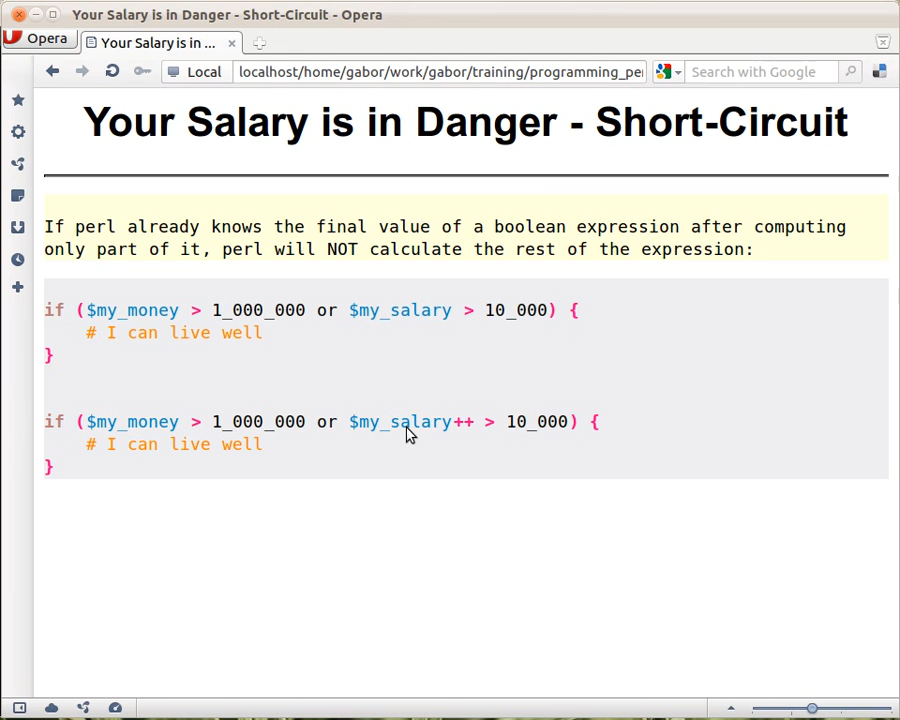 Your Salary is in Danger - Short-Circuit - Opera
Opera
Your Salary is in ...
Local
localhost/home/gabor/work/gabor/training/programming_per
Search with Google
Your Salary is in Danger - Short-Circuit
If perl already knows the final value of a boolean expression after computing
only part of it, perl will NOT calculate the rest of the expression:
if ($my_money > 1_000_000 or $my_salary > 10_000) {
# I can live well
}
if ($my_money > 1_000_000 or $my_salary++ > 10_000) {
# I can live well
}